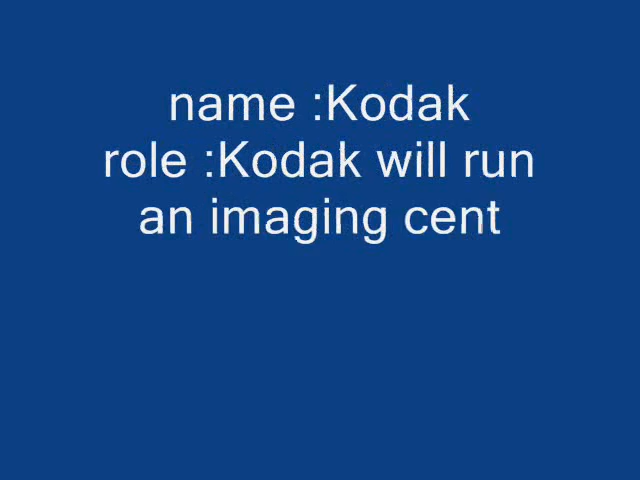 name :Kodak
role :Kodak will run
an imaging cent